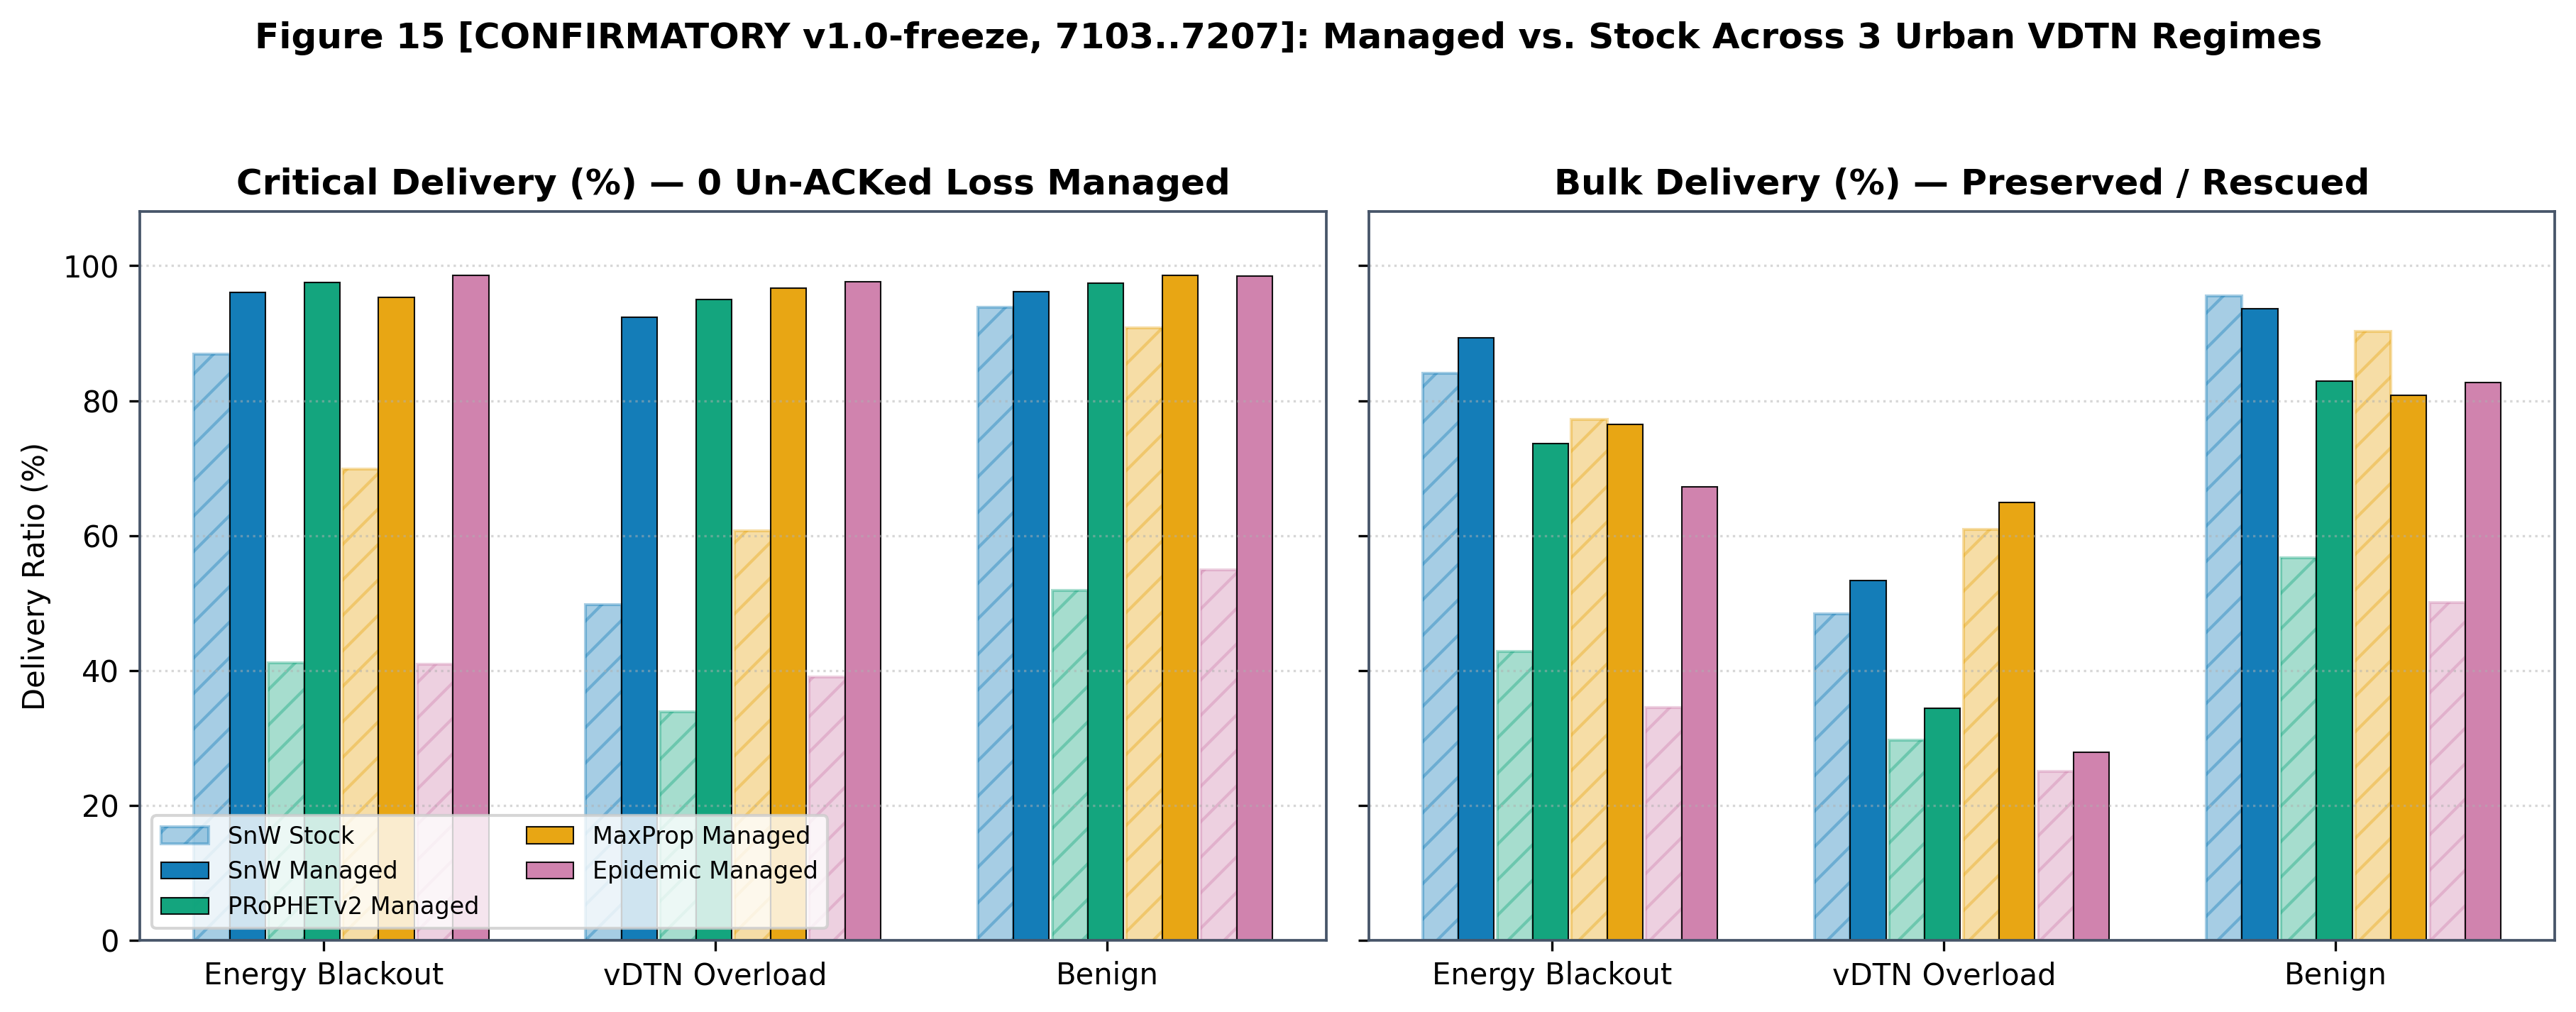 Figure 15 [CONFIRMATORY v1.0-freeze, 7103..7207]: Managed vs. Stock Across 3 Urban VDTN Regimes
Critical Delivery (%) — 0 Un-ACKed Loss Managed
Delivery Ratio (%)
100
80
60
40
20
0
SnW Stock
SnW Managed
PRoPHETv2 Managed
MaxProp Managed
Epidemic Managed
Energy Blackout
vDTN Overload
Benign
Bulk Delivery (%) — Preserved / Rescued
Energy Blackout
vDTN Overload
Benign